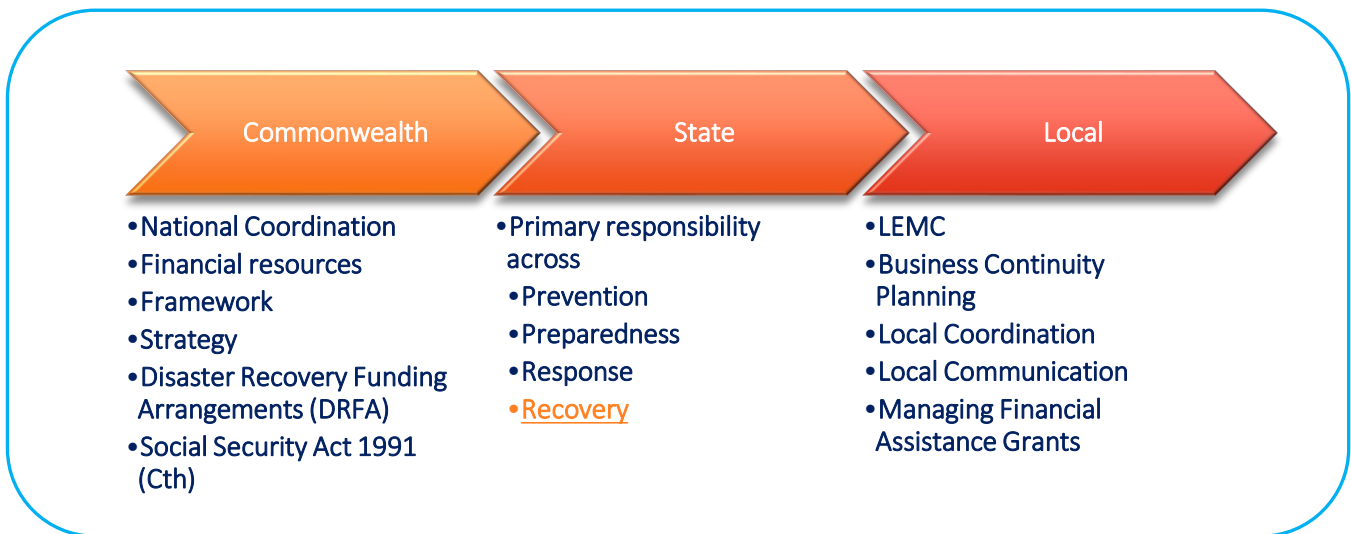 Commonwealth
•National Coordination
•Financial resources
•Framework
•Strategy
•Disaster Recovery Funding
Arrangements (DRFA)
•Social Security Act 1991
(Cth)
State
•Primary responsibility
across
•Prevention
•Preparedness
•Response
•Recovery
Local
•LEMC
•Business Continuity
Planning
•Local Coordination
•Local Communication
•Managing Financial
Assistance Grants